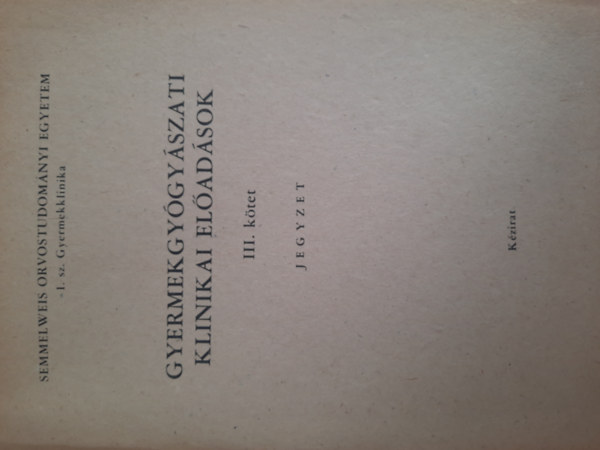 SEMMELWEIS ORVOSTUDOMÁNYI EGYETEM
- I. sz. Gyermekklinika
GYERMEKGYÓGYÁSZATI
KLINIKAI ELŐADÁSOK
III. kötet
JEGYZET
Kézirat